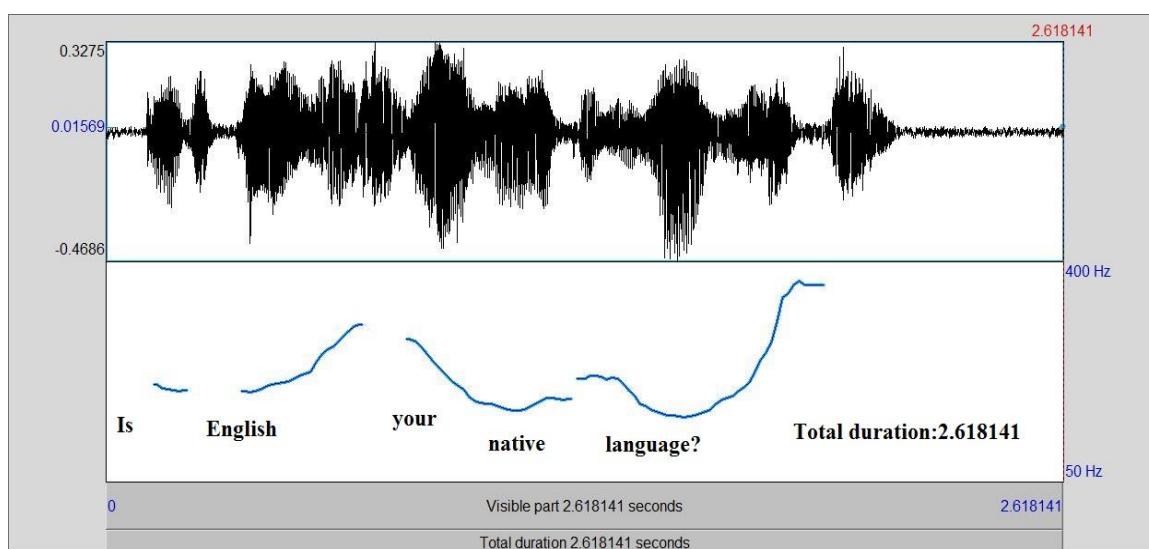 2.618141
0.3275
0.01569
-0.4686
400 Hz
Is English your native language? Total duration:2.618141
50 Hz
0 Visible part 2.618141 seconds 2.618141
Total duration 2.618141 seconds